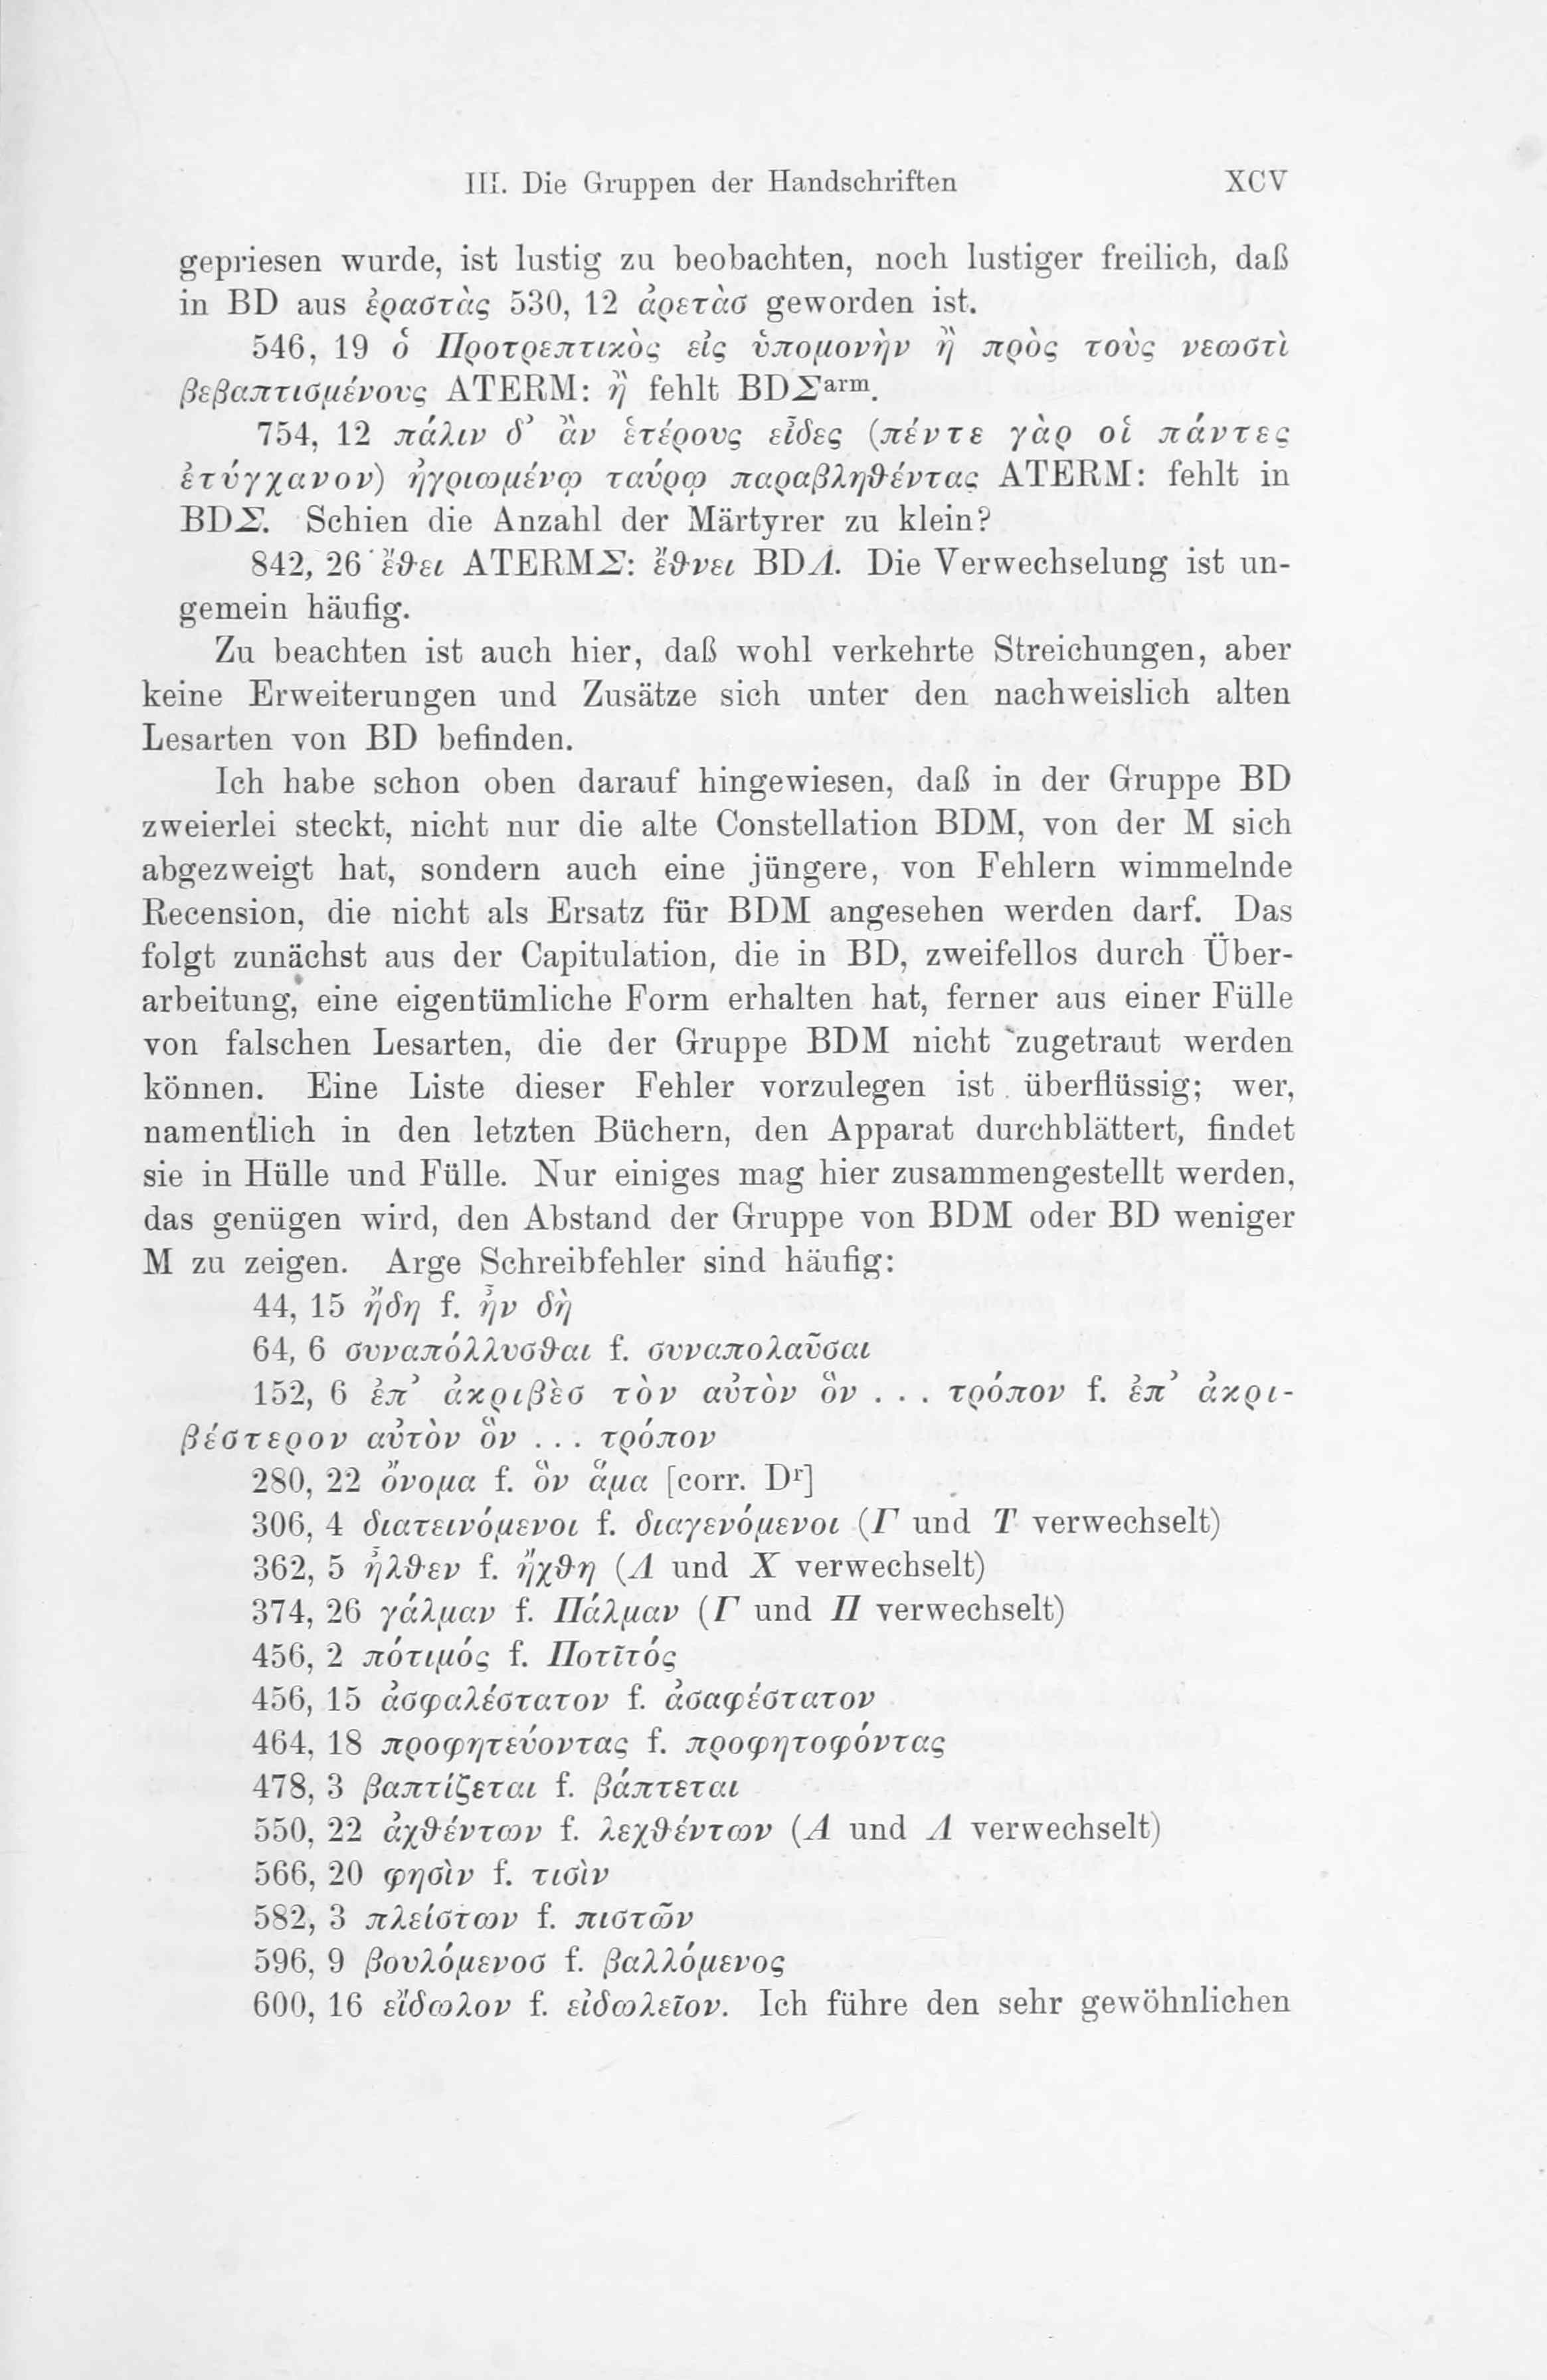 III. Die Gruppen der Handschriften XCV
gepriesen wurde, ist lustig zu beobachten, noch lustiger freilich, daß
in BD aus ἐραστὰς 530, 12 ἀρετὰσ geworden ist.
546, 19 ὁ Προτρεπτικὸς εἰς ὑπομονὴν ἢ πρὸς τοὺς νεωστὶ
βεβαπτισμένους ATERM: ἢ fehlt BDΣarm.
754, 12 πάλιν δ’ ἂν ἑτέρους εἶδες (πέντε γὰρ οἱ πάντες
ἐτύγχανον) ἠγριωμένῳ ταύρῳ παραβληθέντας ATERM: fehlt in
BDΣ. Schien die Anzahl der Märtyrer zu klein?
842, 26 ἔθει ATERMΣ: ἔθνει BDΛ. Die Verwechselung ist un-
gemein häufig.
Zu beachten ist auch hier, daß wohl verkehrte Streichungen, aber
keine Erweiterungen und Zusätze sich unter den nachweislich alten
Lesarten von BD befinden.
Ich habe schon oben darauf hingewiesen, daß in der Gruppe BD
zweierlei steckt, nicht nur die alte Constellation BDM, von der M sich
abgezweigt hat, sondern auch eine jüngere, von Fehlern wimmelnde
Recension, die nicht als Ersatz für BDM angesehen werden darf. Das
folgt zunächst aus der Capitulation, die in BD, zweifellos durch Über-
arbeitung, eine eigentümliche Form erhalten hat, ferner aus einer Fülle
von falschen Lesarten, die der Gruppe BDM nicht zugetraut werden
können. Eine Liste dieser Fehler vorzulegen ist überflüssig; wer,
namentlich in den letzten Büchern, den Apparat durchblättert, findet
sie in Hülle und Fülle. Nur einiges mag hier zusammengestellt werden,
das genügen wird, den Abstand der Gruppe von BDM oder BD weniger
M zu zeigen. Arge Schreibfehler sind häufig:
44, 15 ἤδη f. ἦν δὴ
64, 6 συναπόλλυσθαι f. συναπολαῦσαι
152, 6 ἐπ’ ἀκριβὲσ τὸν αὐτὸν ὃν . . . τρόπον f. ἐπ’ ἀκρι-
βέστερον αὐτὸν ὃν . . . τρόπον
280, 22 ὄνομα f. ὃν ἅμα [corr. Dr]
306, 4 διατεινόμενοι f. διαγενόμενοι (Γ und Τ verwechselt)
362, 5 ἦλθεν f. ἤχθη (Λ und Χ verwechselt)
374, 26 γάλμαν f. Πάλμαν (Γ und Π verwechselt)
456, 2 πότιμός f. Ποτῖτός
456, 15 ἀσφαλέστατον f. ἀσαφέστατον
464, 18 προφητεύοντας f. προφητοφόντας
478, 3 βαπτίζεται f. βάπτεται
550, 22 ἀχθέντων f. λεχθέντων (Α und Λ verwechselt)
566, 20 φησὶν f. τισὶν
582, 3 πλείστων f. πιστῶν
596, 9 βουλόμενοσ f. βαλλόμενος
600, 16 εἴδωλον f. εἰδωλεῖον. Ich führe den sehr gewöhnlichen